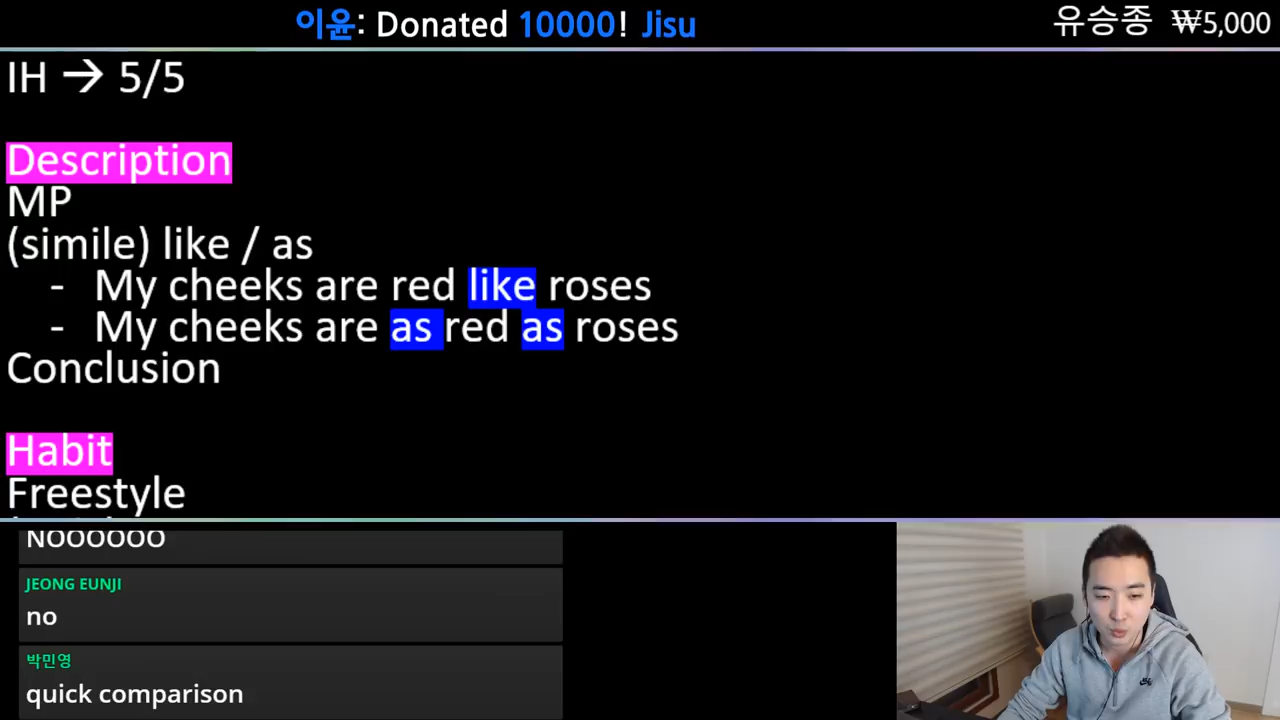 이윤: Donated 10000! Jisu
유승종 ₩5,000
IH → 5/5
Description
MP
(simile) like / as
- My cheeks are red like roses
- My cheeks are as red as roses
Conclusion
Habit
Freestyle
NOOOOOO
JEONG EUNJI
no
박민영
quick comparison